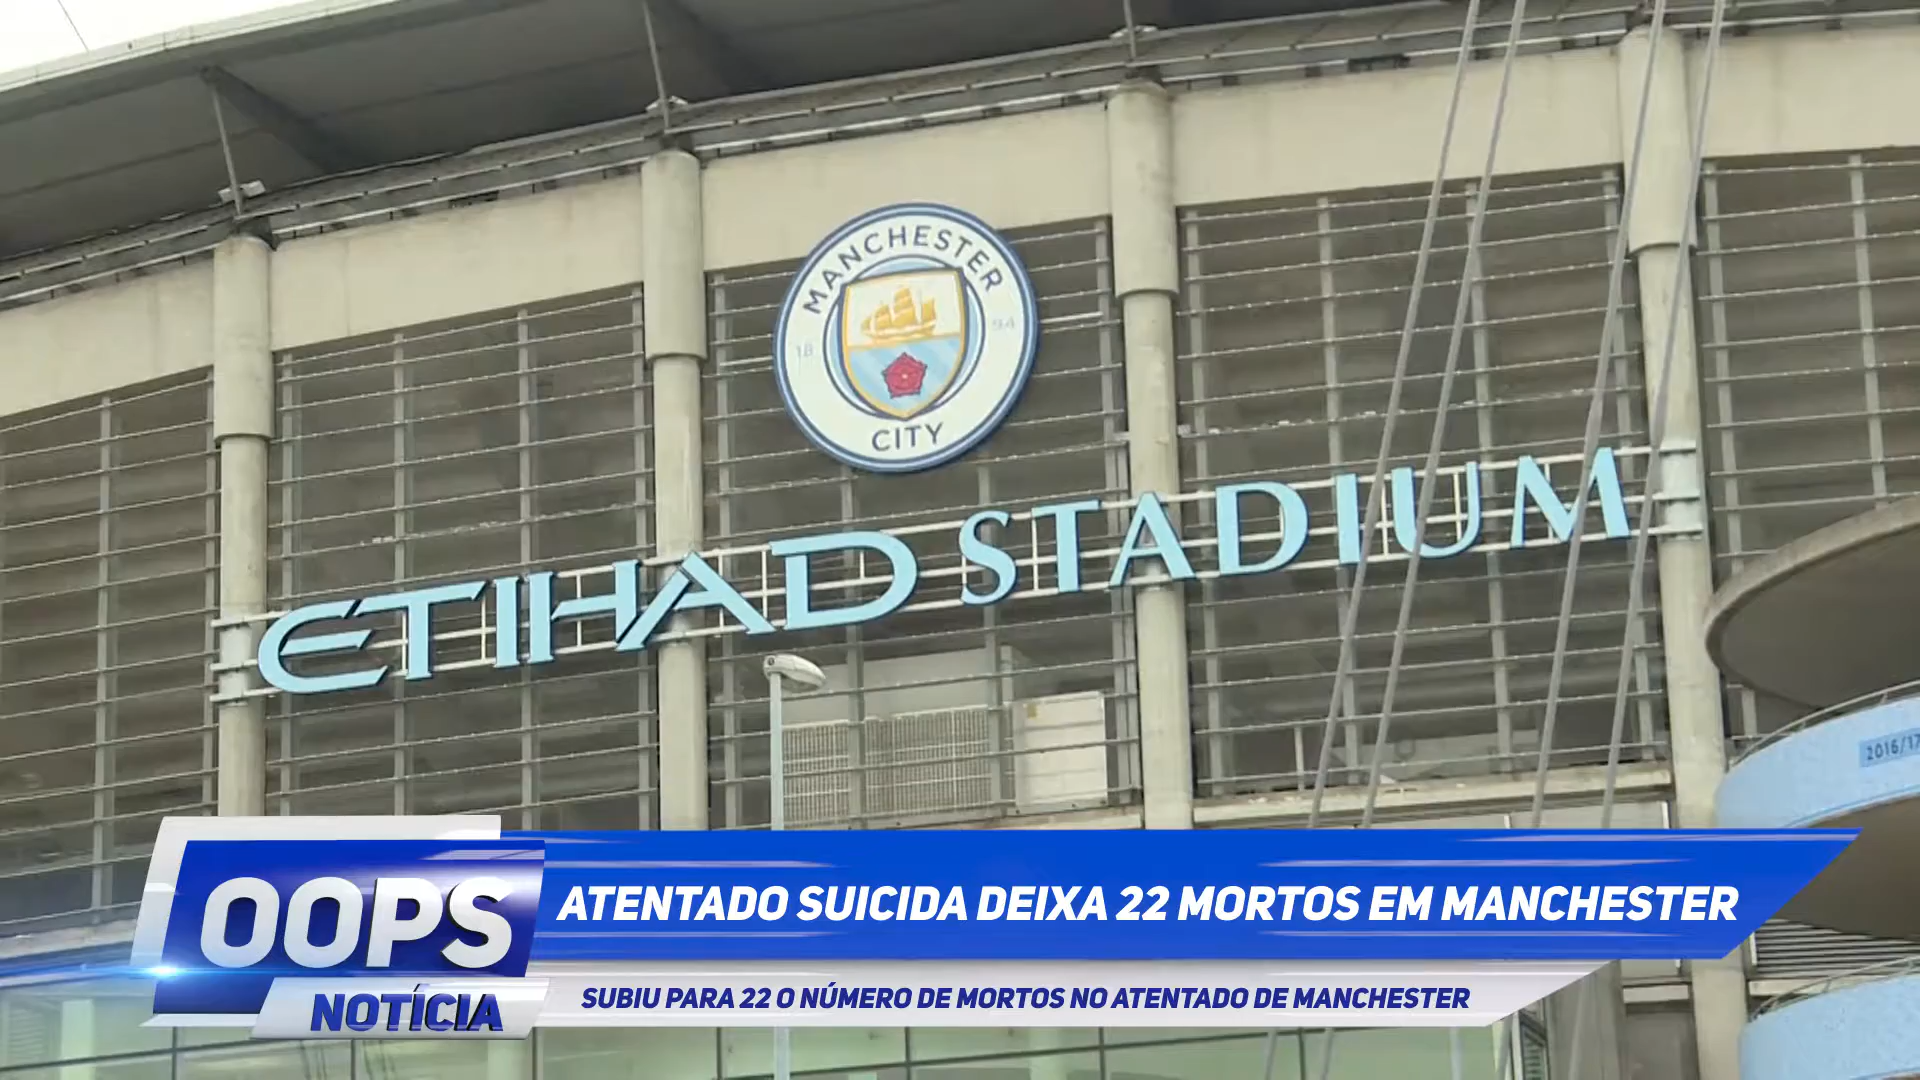 MANCHESTER
18 94
CITY
ETIHAD STADIUM
2016/17
OOPS
NOTÍCIA
ATENTADO SUICIDA DEIXA 22 MORTOS EM MANCHESTER
SUBIU PARA 22 O NÚMERO DE MORTOS NO ATENTADO DE MANCHESTER